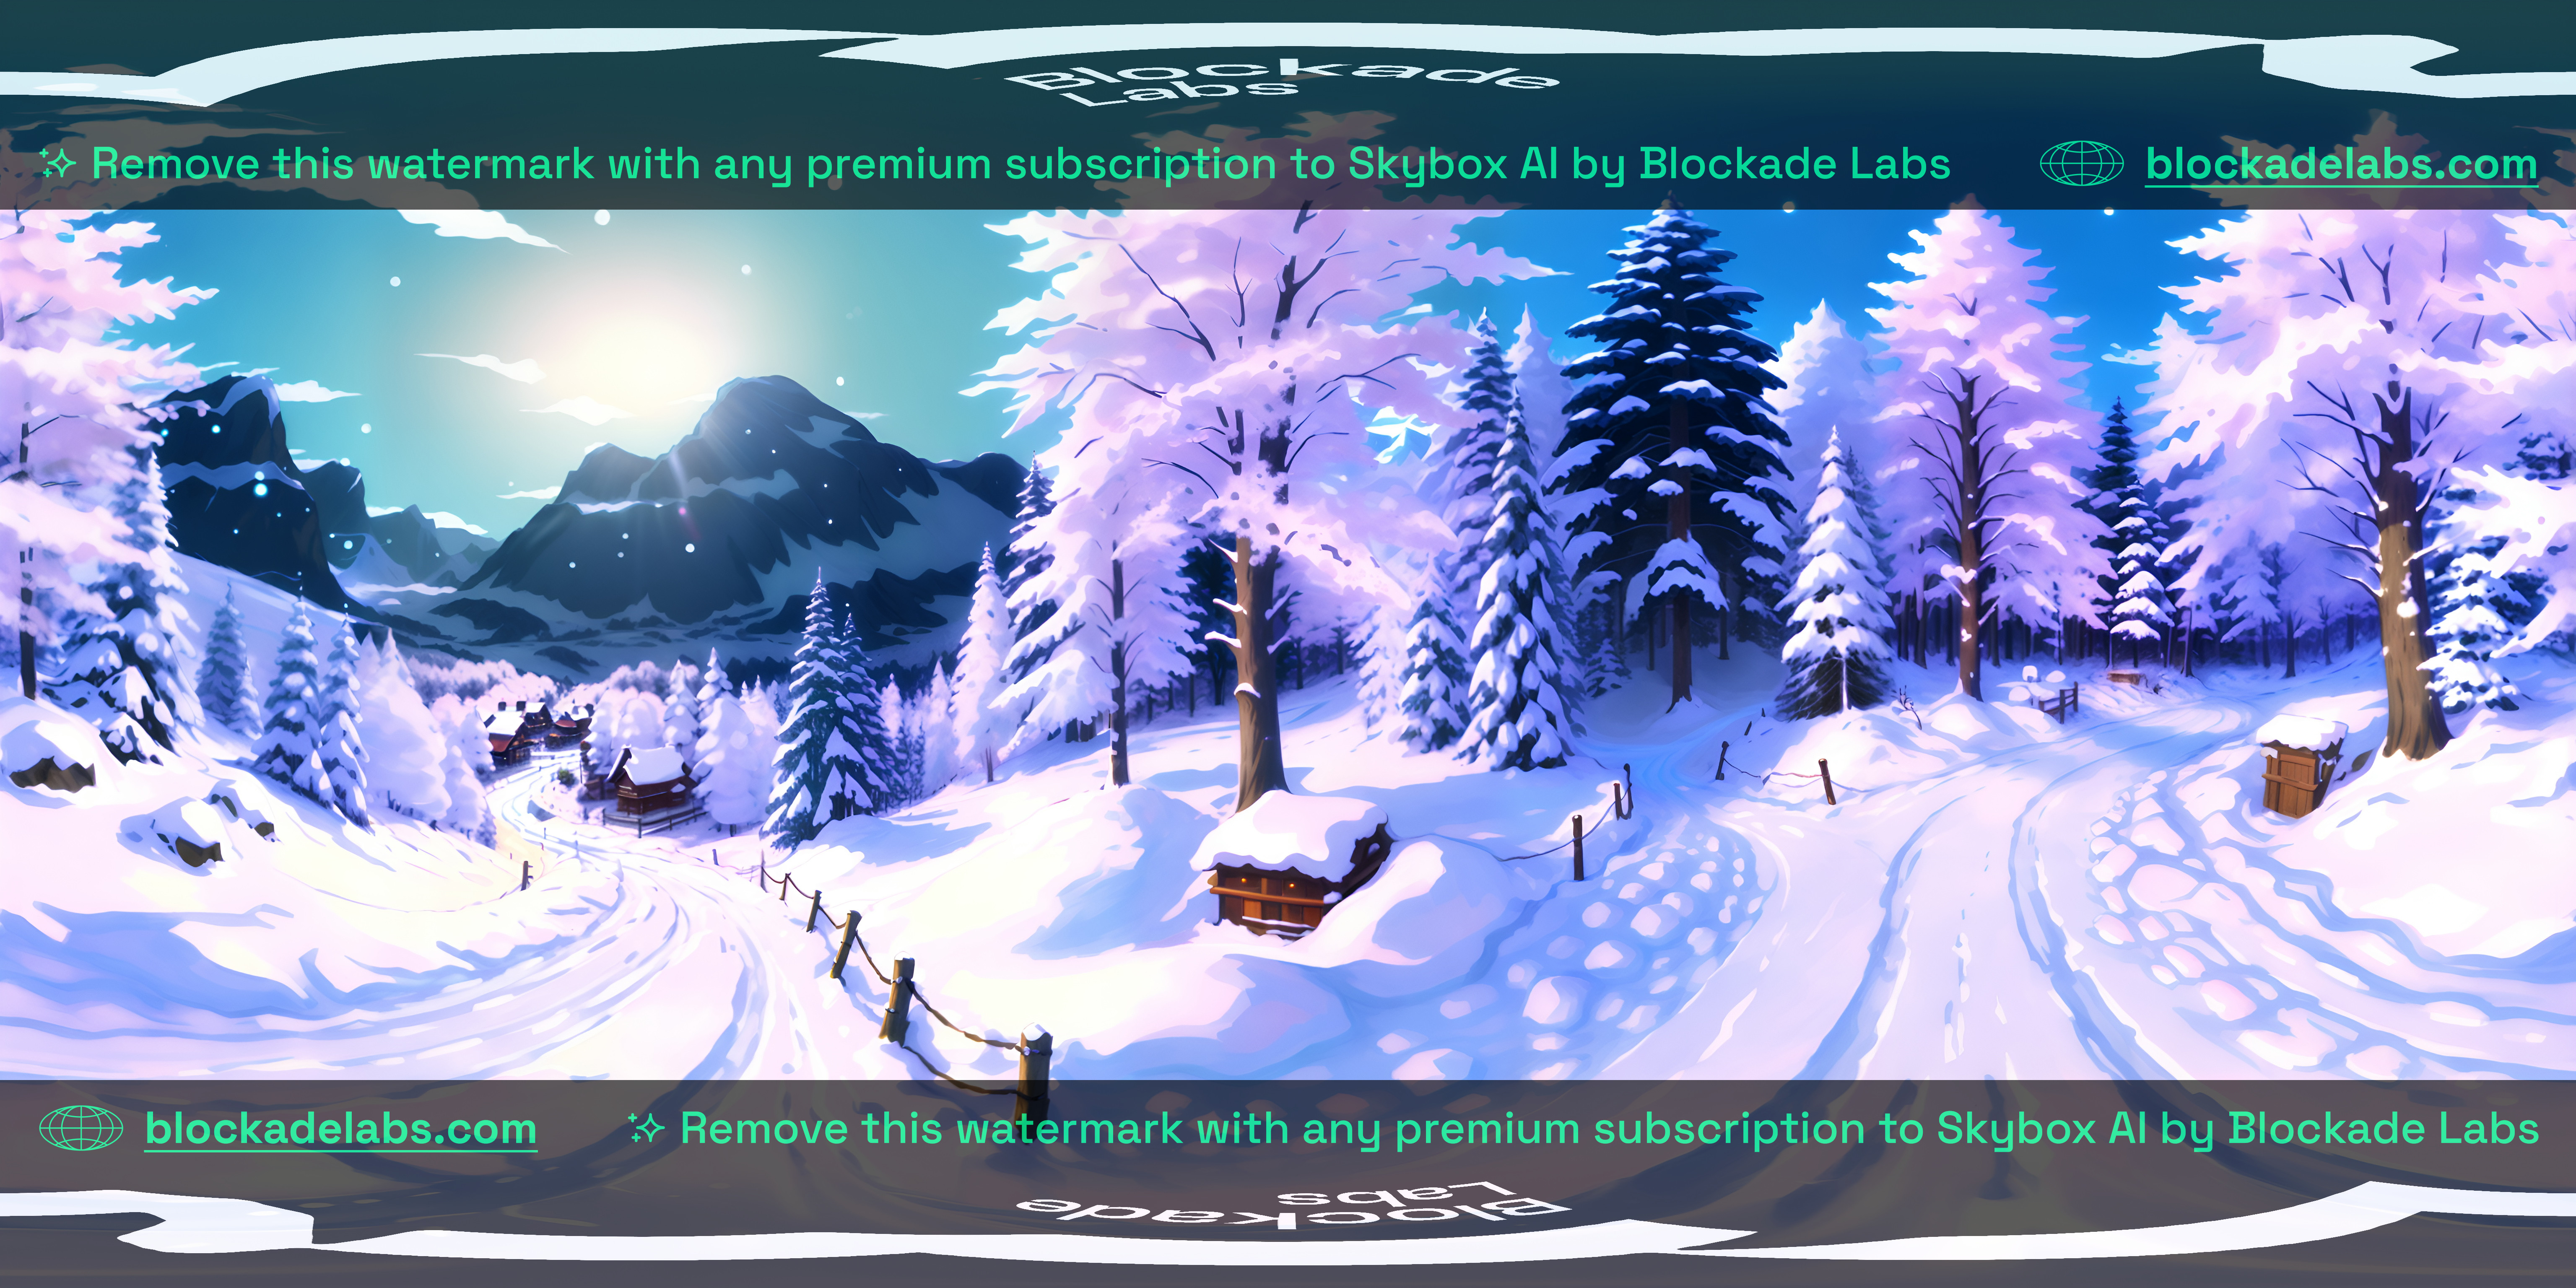 Blockade
Labs
Remove this watermark with any premium subscription to Skybox AI by Blockade Labs
blockadelabs.com
blockadelabs.com
Remove this watermark with any premium subscription to Skybox AI by Blockade Labs
Labs
Blockade